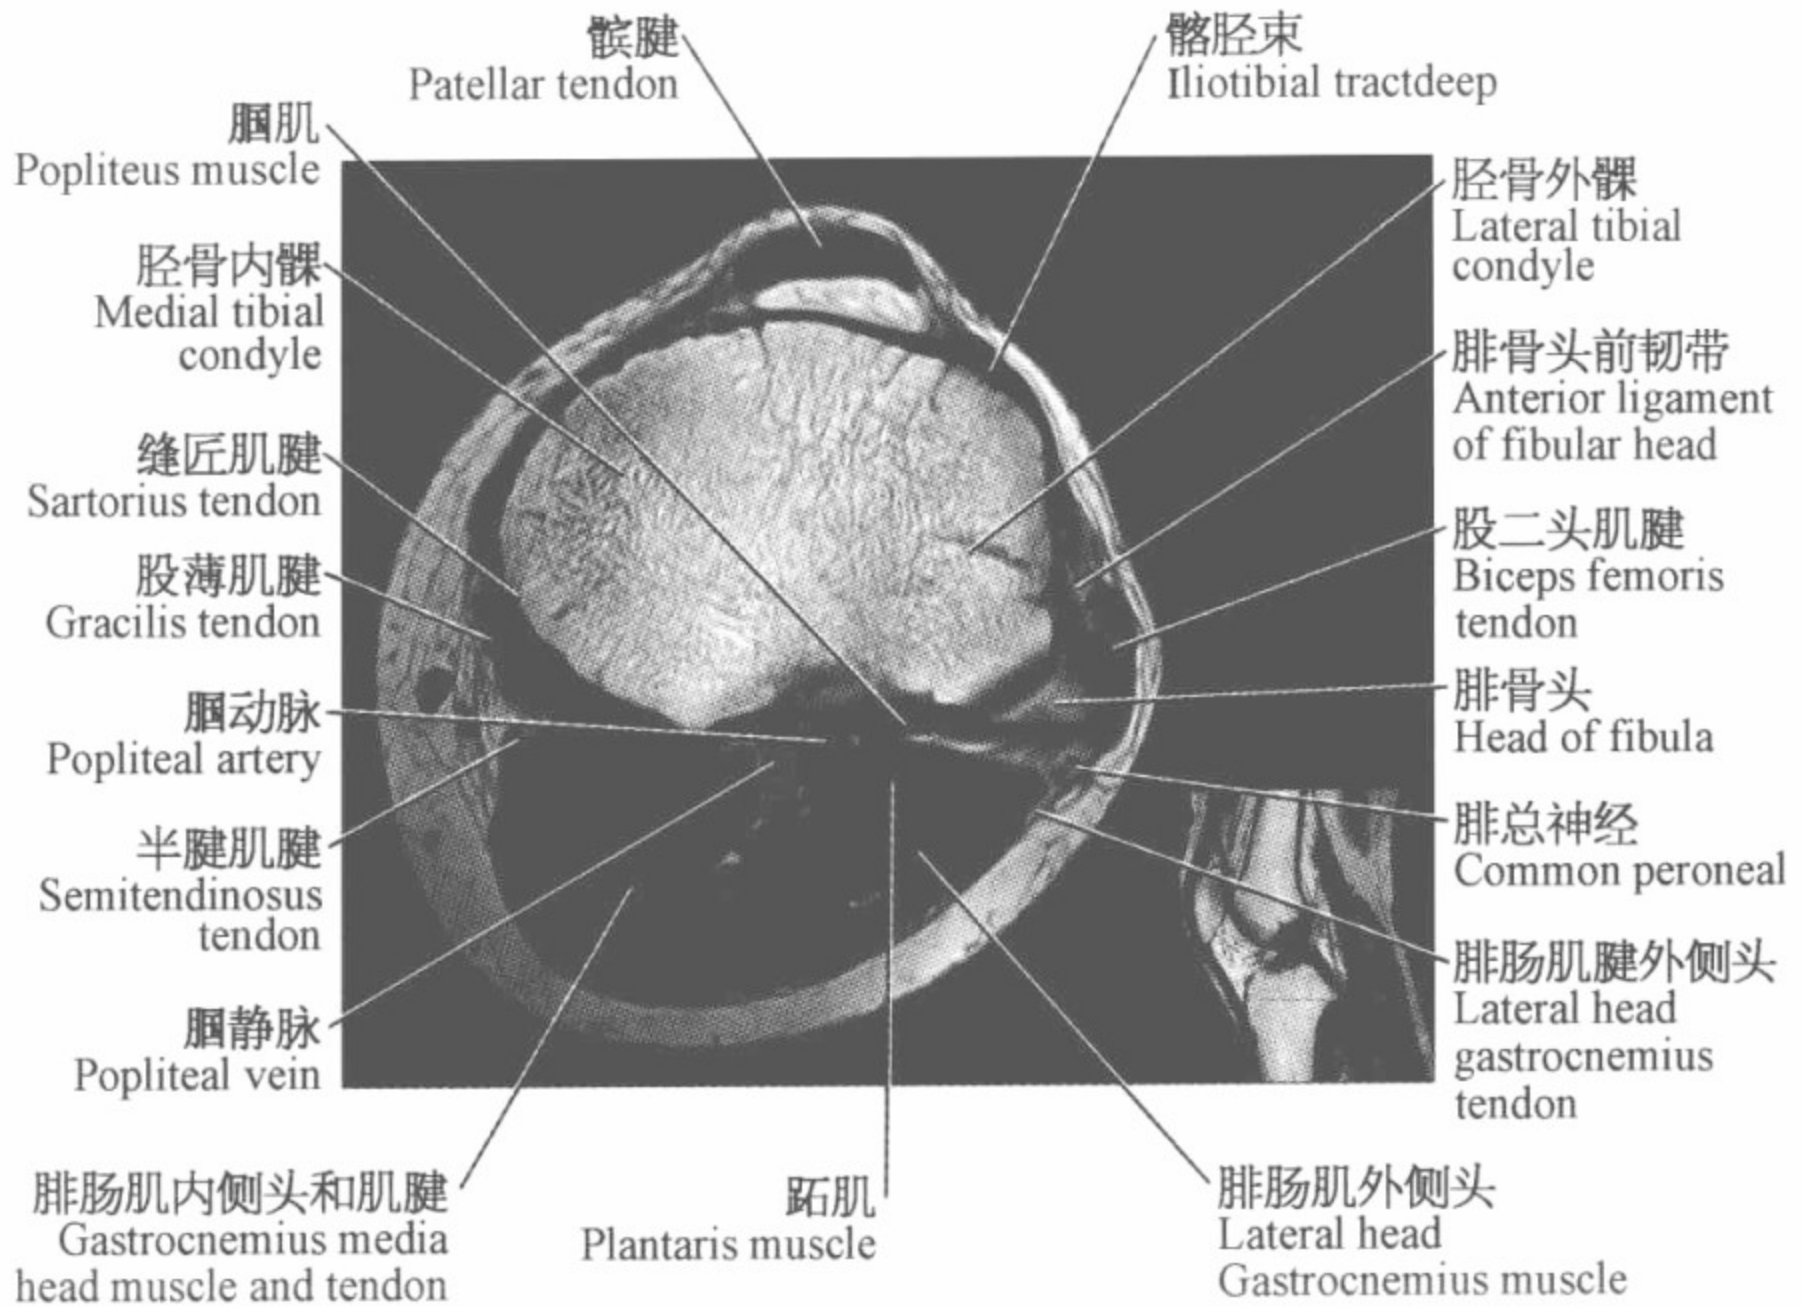 髌腱
Patellar tendon
髂胫束
Iliotibial tractdeep
腘肌
Popliteus muscle
胫骨内髁
Medial tibial
condyle
缝匠肌腱
Sartorius tendon
股薄肌腱
Gracilis tendon
腘动脉
Popliteal artery
半腱肌腱
Semitendinosus
tendon
腘静脉
Popliteal vein
腓肠肌内侧头和肌腱
Gastrocnemius media
head muscle and tendon
跖肌
Plantaris muscle
胫骨外髁
Lateral tibial
condyle
腓骨头前韧带
Anterior ligament
of fibular head
股二头肌腱
Biceps femoris
tendon
腓骨头
Head of fibula
腓总神经
Common peroneal
腓肠肌腱外侧头
Lateral head
gastrocnemius
tendon
腓肠肌外侧头
Lateral head
Gastrocnemius muscle